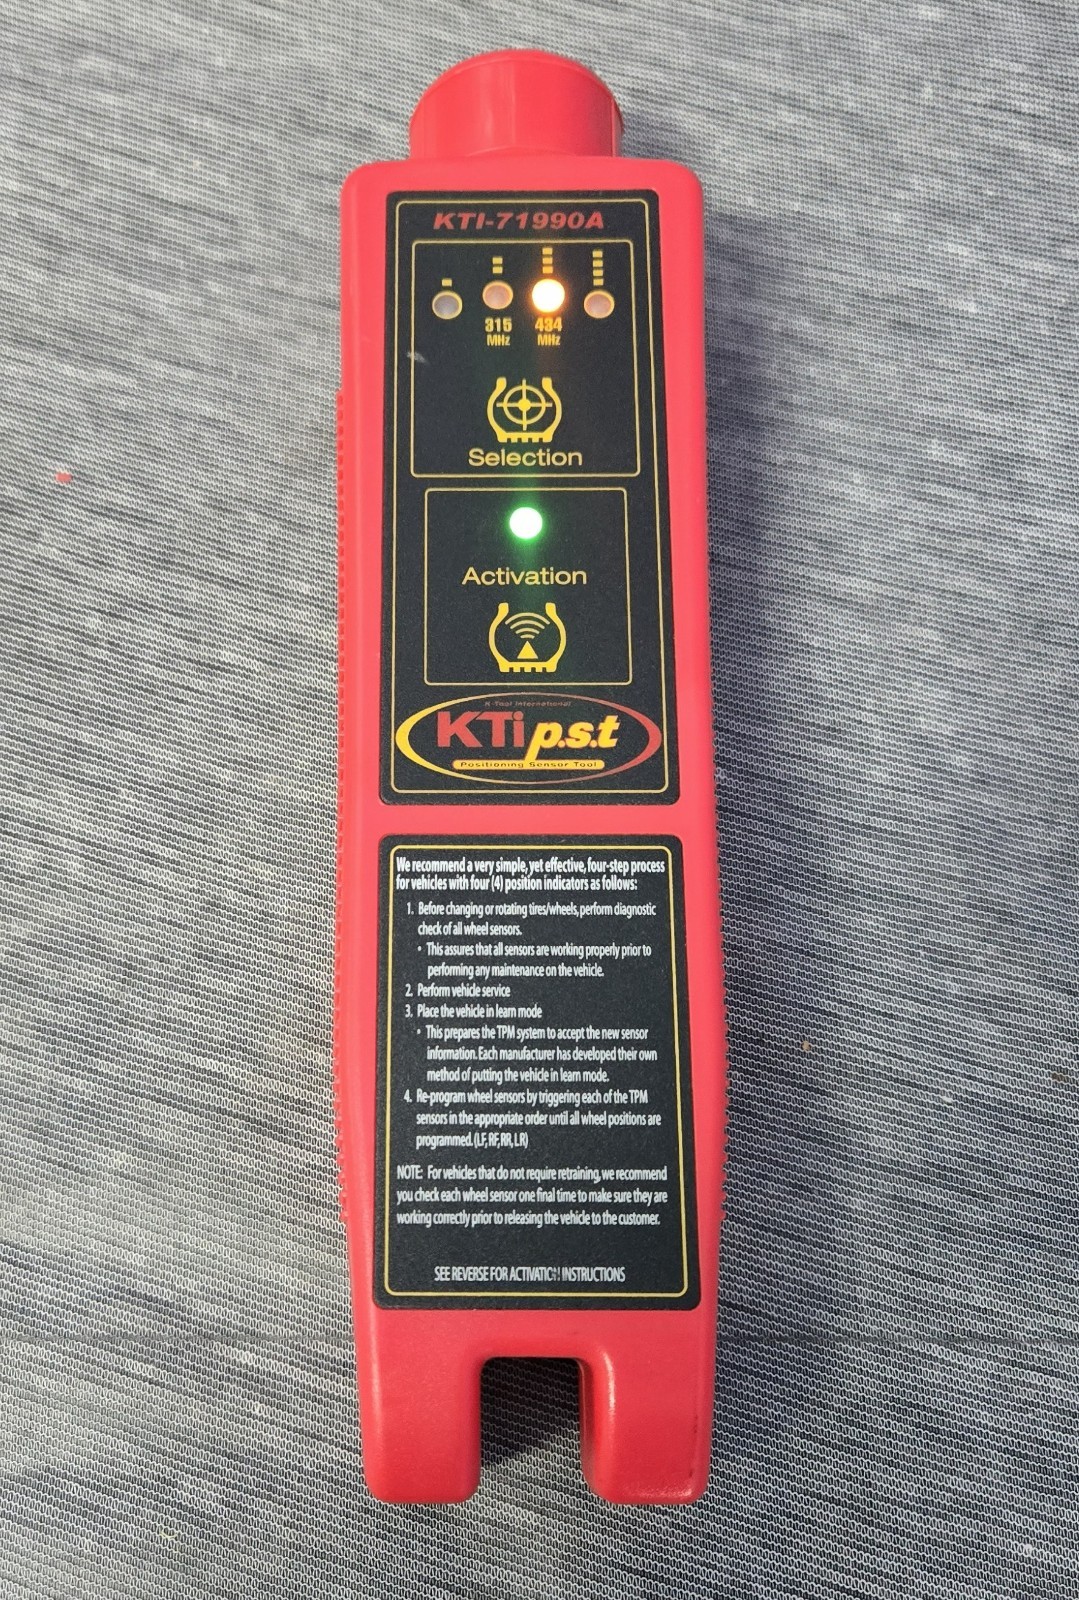 KTI-71990A
315 434
MHz MHz
Selection
Activation
K-Tool International
KTi p.s.t
Positioning Sensor Tool
We recommend a very simple, yet effective, four-step process
for vehicles with four (4) position indicators as follows:
1. Before changing or rotating tires/wheels, perform diagnostic
check of all wheel sensors.
• This assures that all sensors are working properly prior to
performing any maintenance on the vehicle.
2. Perform vehicle service
3. Place the vehicle in learn mode
• This prepares the TPM system to accept the new sensor
information. Each manufacturer has developed their own
method of putting the vehicle in learn mode.
4. Re-program wheel sensors by triggering each of the TPM
sensors in the appropriate order until all wheel positions are
programmed. (LF, RF, RR, LR)
NOTE: For vehicles that do not require retraining, we recommend
you check each wheel sensor one final time to make sure they are
working correctly prior to releasing the vehicle to the customer.
SEE REVERSE FOR ACTIVATION INSTRUCTIONS